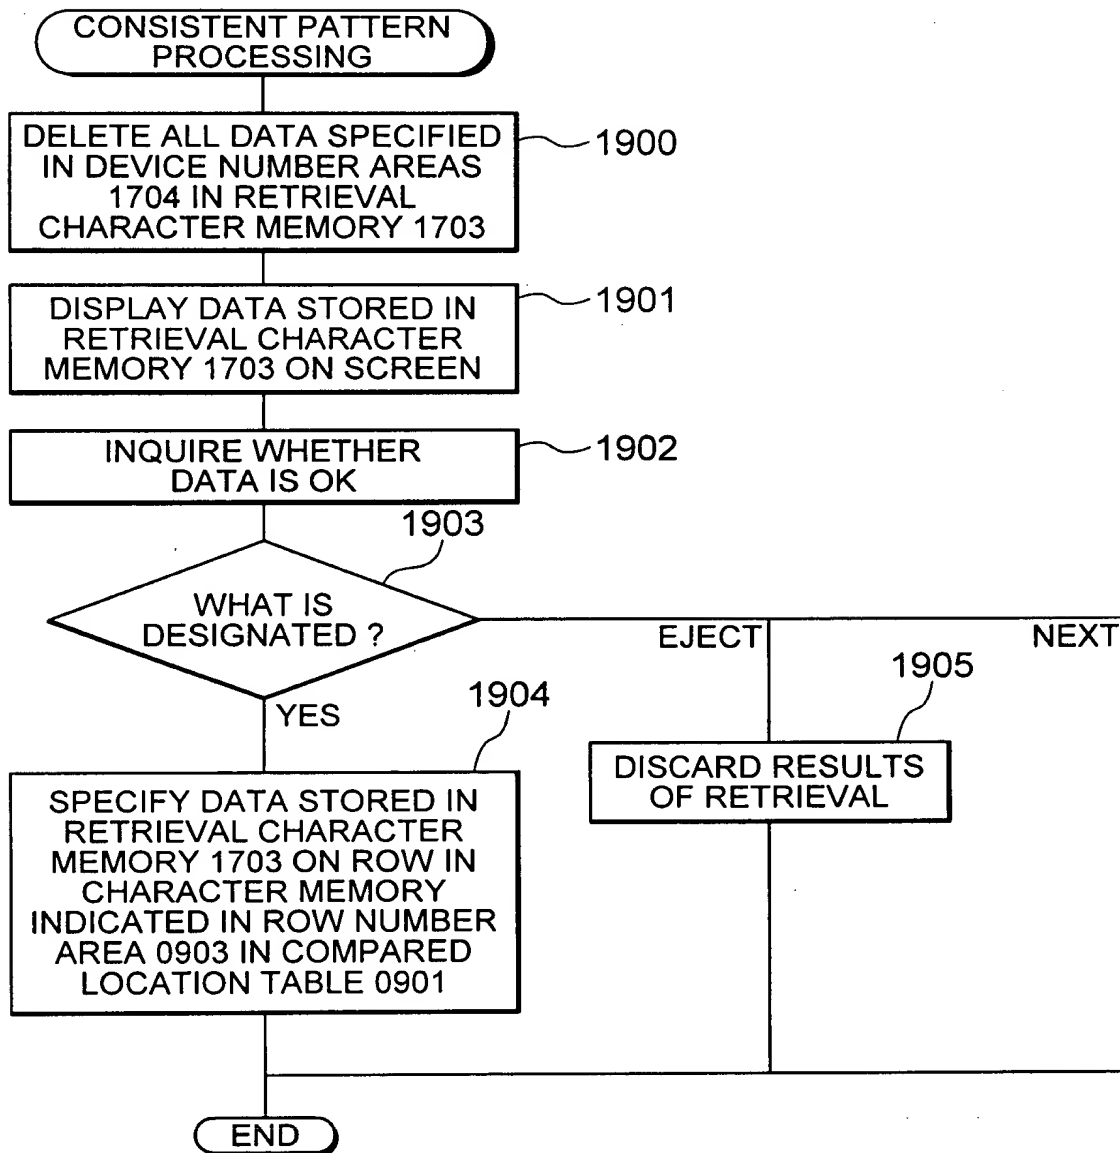 CONSISTENT PATTERN
PROCESSING
DELETE ALL DATA SPECIFIED
IN DEVICE NUMBER AREAS
1704 IN RETRIEVAL
CHARACTER MEMORY 1703
1900
DISPLAY DATA STORED IN
RETRIEVAL CHARACTER
MEMORY 1703 ON SCREEN
1901
INQUIRE WHETHER
DATA IS OK
1902
1903
WHAT IS
DESIGNATED ?
EJECT
NEXT
YES
1904
1905
SPECIFY DATA STORED IN
RETRIEVAL CHARACTER
MEMORY 1703 ON ROW IN
CHARACTER MEMORY
INDICATED IN ROW NUMBER
AREA 0903 IN COMPARED
LOCATION TABLE 0901
DISCARD RESULTS
OF RETRIEVAL
END